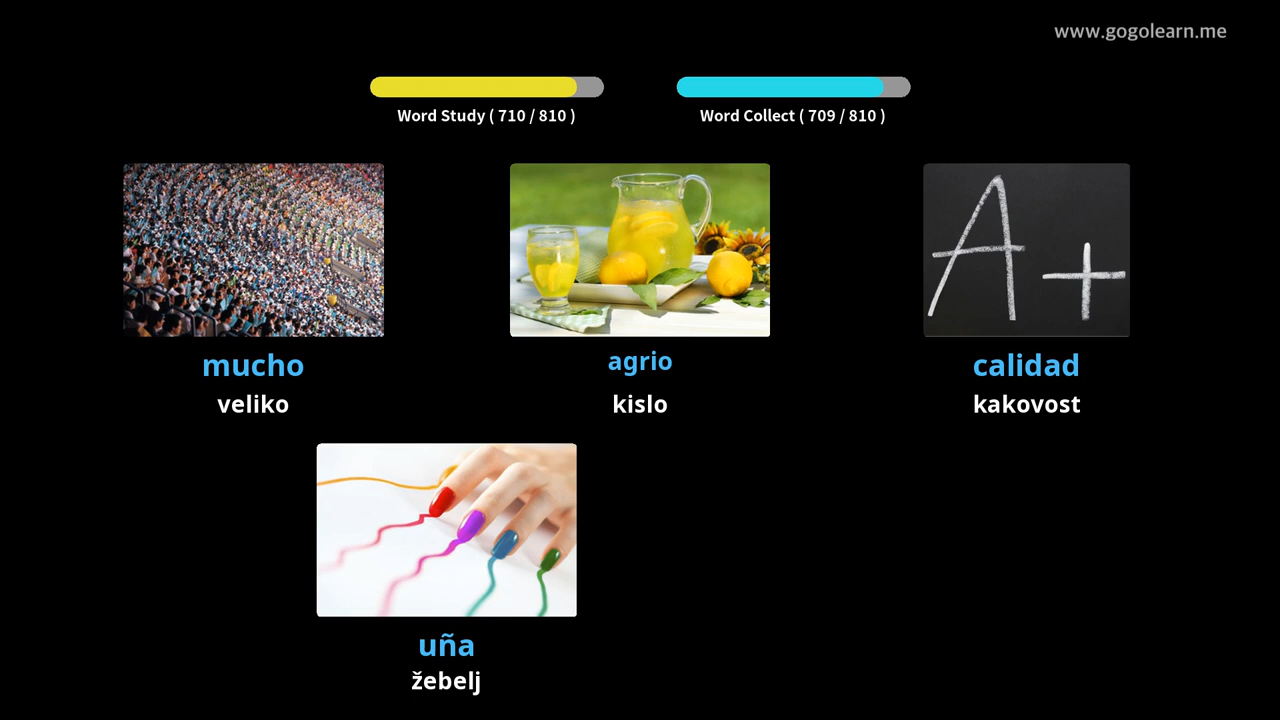 www.gogolearn.me
Word Study ( 710 / 810 )
Word Collect ( 709 / 810 )
A+
mucho
veliko
agrio
kislo
calidad
kakovost
uña
žebelj